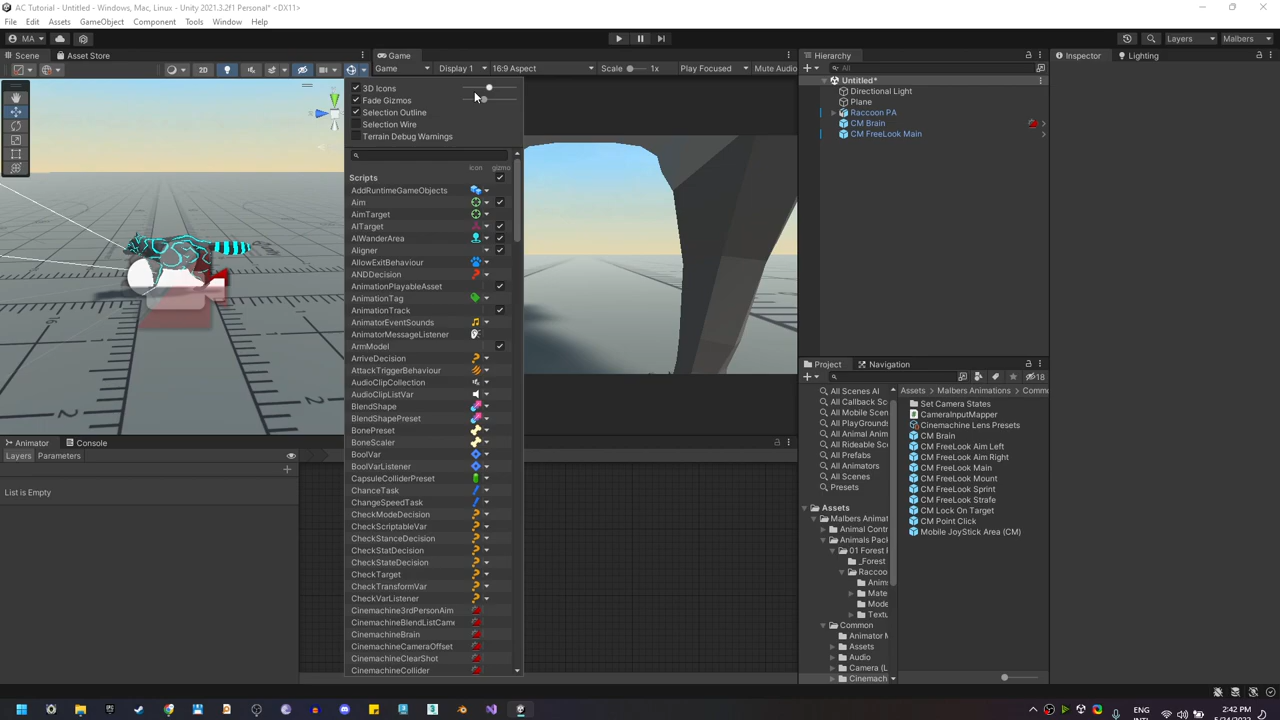 AC Tutorial - Untitled - Windows, Mac, Linux - Unity 2021.3.2f1 Personal* <DX11>
File Edit Assets GameObject Component Tools Window Help
MA Layers Malbers
Scene Asset Store Game Hierarchy Inspector Lighting
2D Game Display 1 16:9 Aspect Scale 1x Play Focused Mute Audio All
3D Icons
Fade Gizmos
Selection Outline
Selection Wire
Terrain Debug Warnings
icon gizmo
Scripts
AddRuntimeGameObjects
Aim
AimTarget
AITarget
AIWanderArea
Aligner
AllowExitBehaviour
ANDDecision
AnimationPlayableAsset
AnimationTag
AnimationTrack
AnimatorEventSounds
AnimatorMessageListener
ArmModel
ArriveDecision
AttackTriggerBehaviour
AudioClipCollection
AudioClipListVar
BlendShape
BlendShapePreset
BonePreset
BoneScaler
BoolVar
BoolVarListener
CapsuleColliderPreset
ChanceTask
ChangeSpeedTask
CheckModeDecision
CheckScriptableVar
CheckStanceDecision
CheckStatDecision
CheckStateDecision
CheckTarget
CheckTransformVar
CheckVarListener
Cinemachine3rdPersonAim
CinemachineBlendListCame
CinemachineBrain
CinemachineCameraOffset
CinemachineClearShot
CinemachineCollider
Untitled*
Directional Light
Plane
Raccoon PA
CM Brain
CM FreeLook Main
Animator Console
Layers Parameters
List is Empty
Project Navigation
18
All Scenes AI
All Callback Sc
All Mobile Scen
All PlayGrounds
All Animal Anim
All Rideable Sc
All Prefabs
All Animators
All Scenes
Presets
Assets
Malbers Animat
Animal Contr
Animals Pack
01 Forest I
_Forest
Raccoo
Anim
Mate
Mode
Textu
Common
Animator M
Assets
Audio
Camera (L
Cinemach
Assets > Malbers Animations > Commo
Set Camera States
CameraInputMapper
Cinemachine Lens Presets
CM Brain
CM FreeLook Aim Left
CM FreeLook Aim Right
CM FreeLook Main
CM FreeLook Mount
CM FreeLook Sprint
CM FreeLook Strafe
CM Lock On Target
CM Point Click
Mobile JoyStick Area (CM)
ENG
INTL
2:42 PM